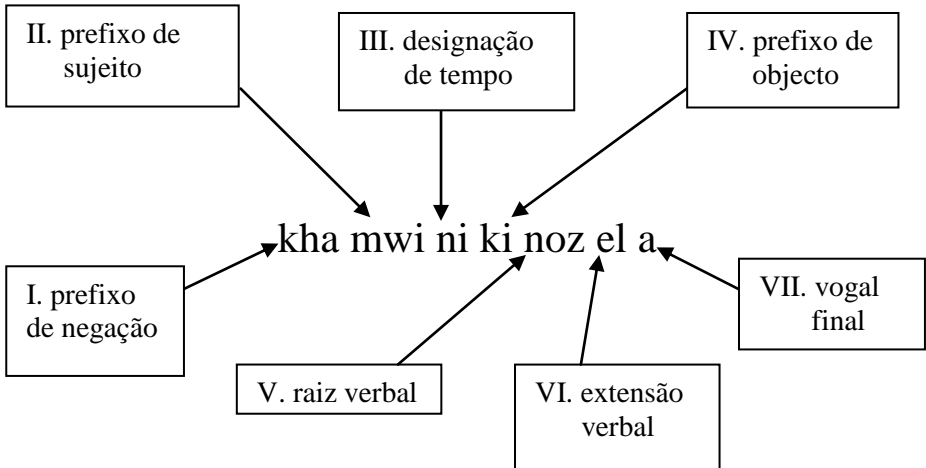 II. prefixo de
sujeito
III. designação
de tempo
IV. prefixo de
objecto
kha mwi ni ki noz el a
I. prefixo
de negação
V. raiz verbal
VI. extensão
verbal
VII. vogal
final